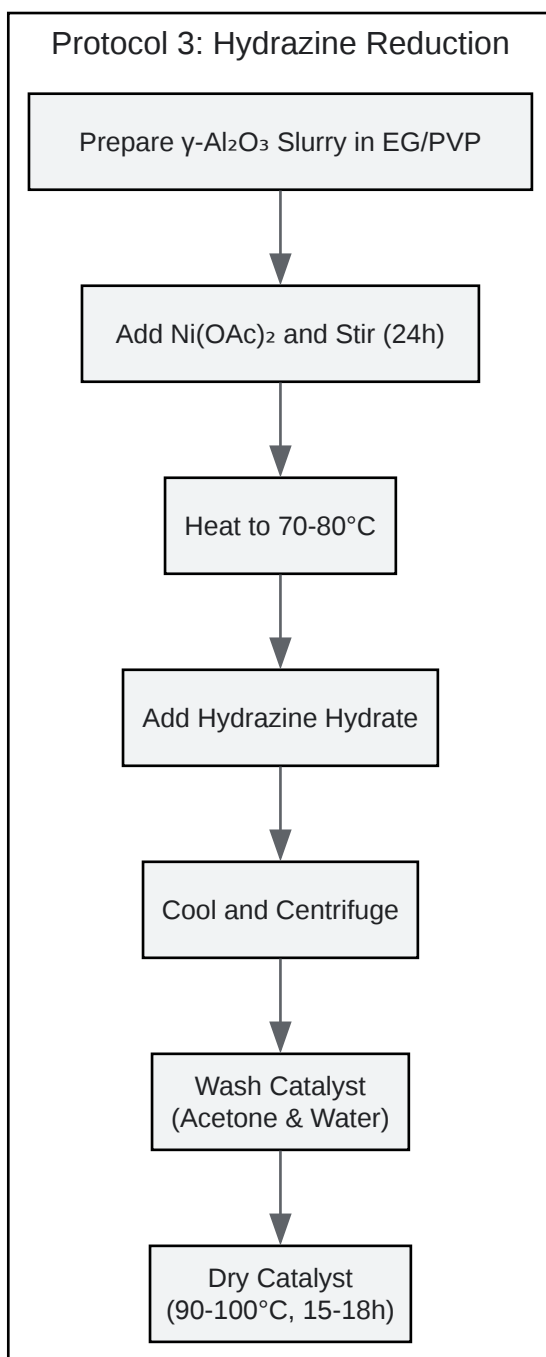 Protocol 3: Hydrazine Reduction
Prepare γ-Al₂O₃ Slurry in EG/PVP
Add Ni(OAc)₂ and Stir (24h)
Heat to 70-80°C
Add Hydrazine Hydrate
Cool and Centrifuge
Wash Catalyst
(Acetone & Water)
Dry Catalyst
(90-100°C, 15-18h)